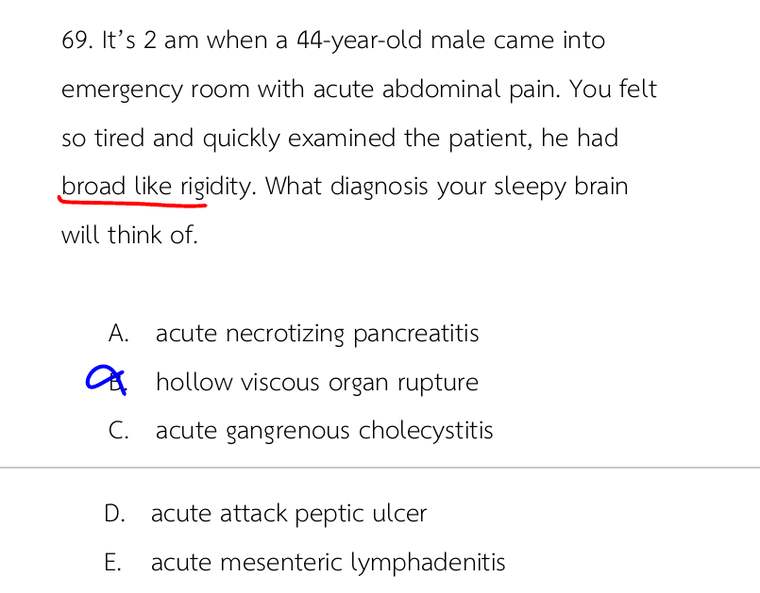 69. It's 2 am when a 44-year-old male came into
emergency room with acute abdominal pain. You felt
so tired and quickly examined the patient, he had
broad like rigidity. What diagnosis your sleepy brain
will think of.
A. acute necrotizing pancreatitis
B. hollow viscous organ rupture
C. acute gangrenous cholecystitis
D. acute attack peptic ulcer
E. acute mesenteric lymphadenitis